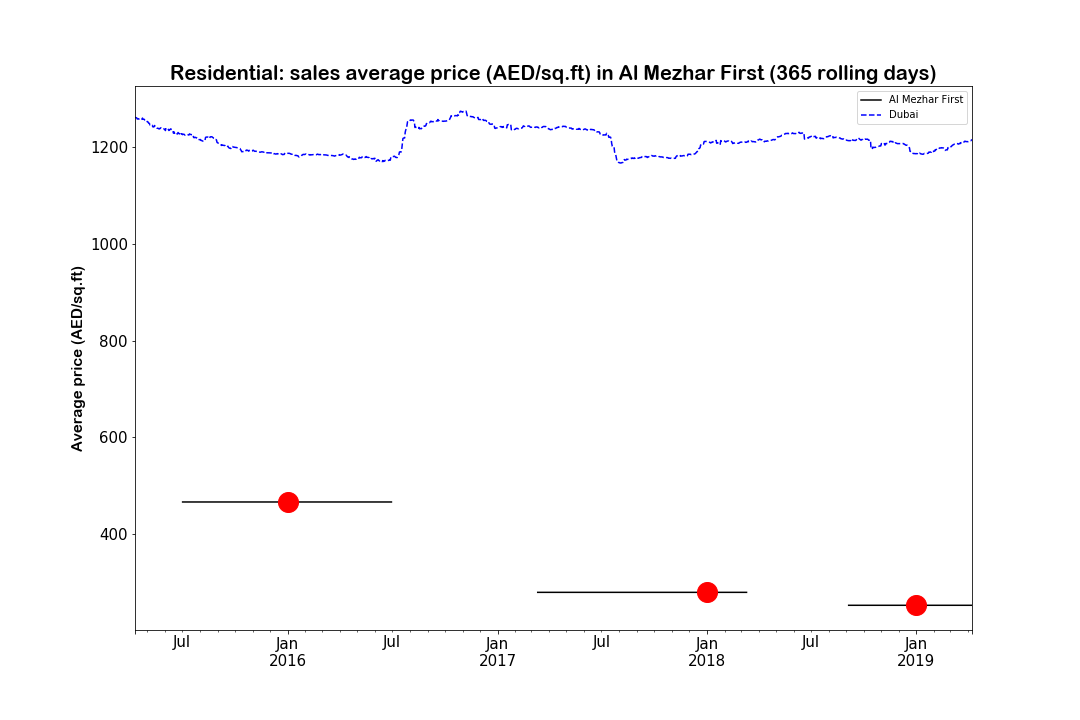 Residential: sales average price (AED/sq.ft) in Al Mezhar First (365 rolling days)
Al Mezhar First
Dubai
Average price (AED/sq.ft)
1200
1000
800
600
400
Jul
Jan
2016
Jul
Jan
2017
Jul
Jan
2018
Jul
Jan
2019